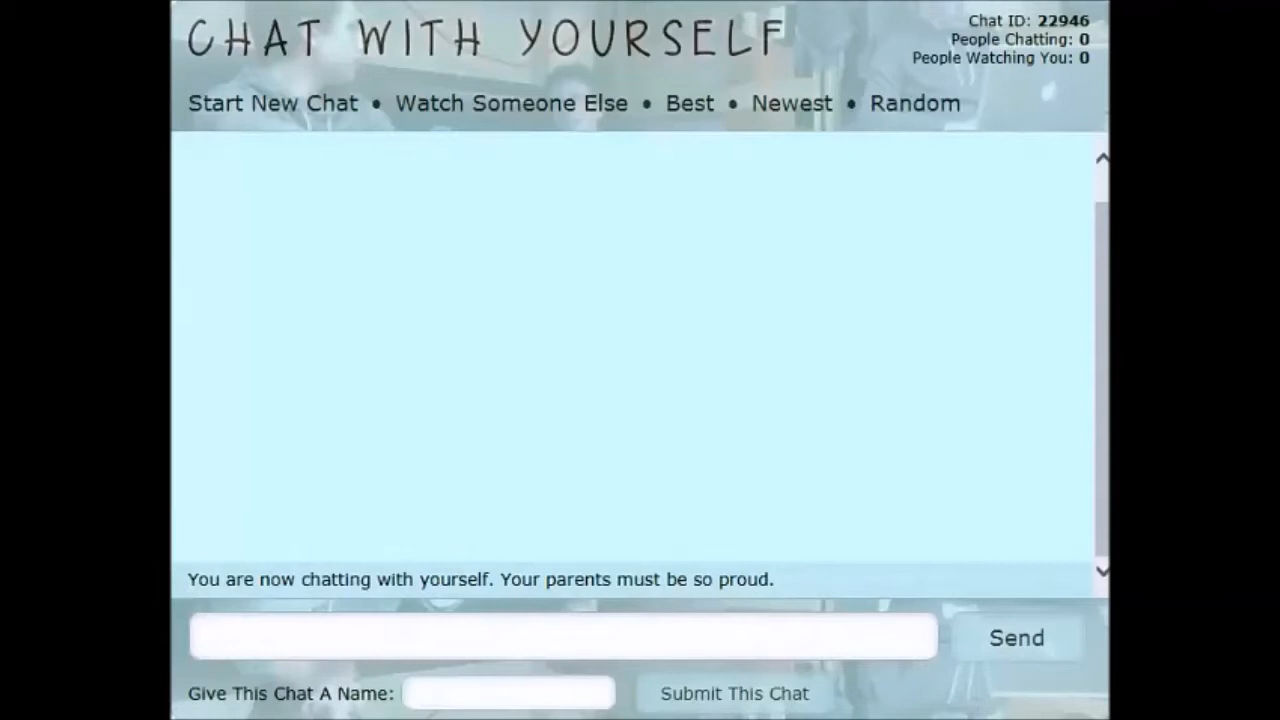 CHAT WITH YOURSELF
Chat ID: 22946
People Chatting: 0
People Watching You: 0
Start New Chat • Watch Someone Else • Best • Newest • Random
You are now chatting with yourself. Your parents must be so proud.
Send
Give This Chat A Name:
Submit This Chat